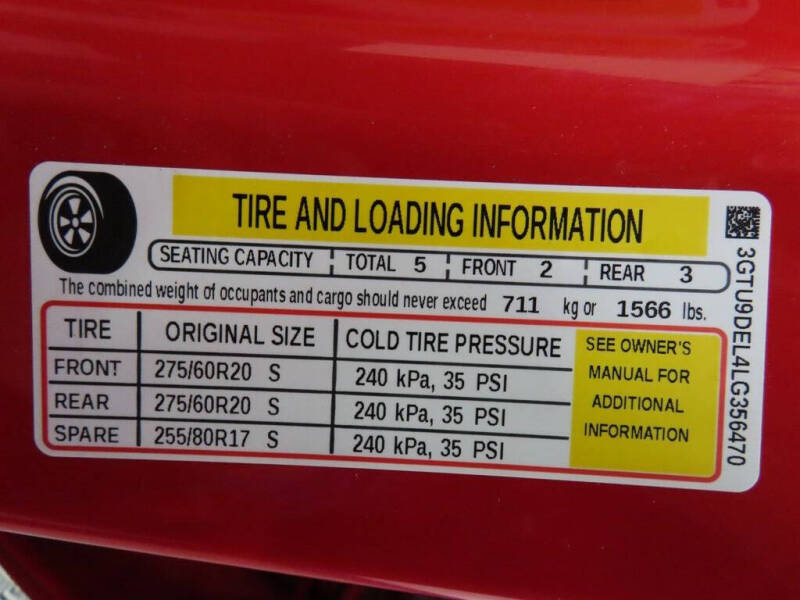 TIRE AND LOADING INFORMATION
SEATING CAPACITY TOTAL 5 FRONT 2 REAR 3
The combined weight of occupants and cargo should never exceed 711 kg or 1566 lbs.
TIRE ORIGINAL SIZE COLD TIRE PRESSURE
FRONT 275/60R20 S 240 kPa, 35 PSI
REAR 275/60R20 S 240 kPa, 35 PSI
SPARE 255/80R17 S 240 kPa, 35 PSI
SEE OWNER'S
MANUAL FOR
ADDITIONAL
INFORMATION
3GTU9DEL4LG356470